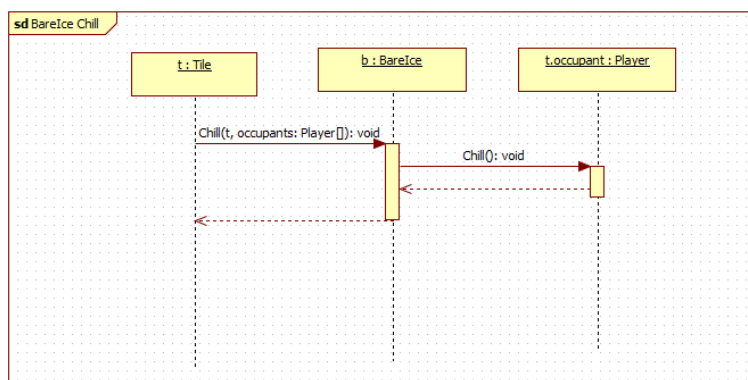 sd BareIce Chill
t : Tile
b : BareIce
t.occupant : Player
Chill(t, occupants: Player[]): void
Chill(): void